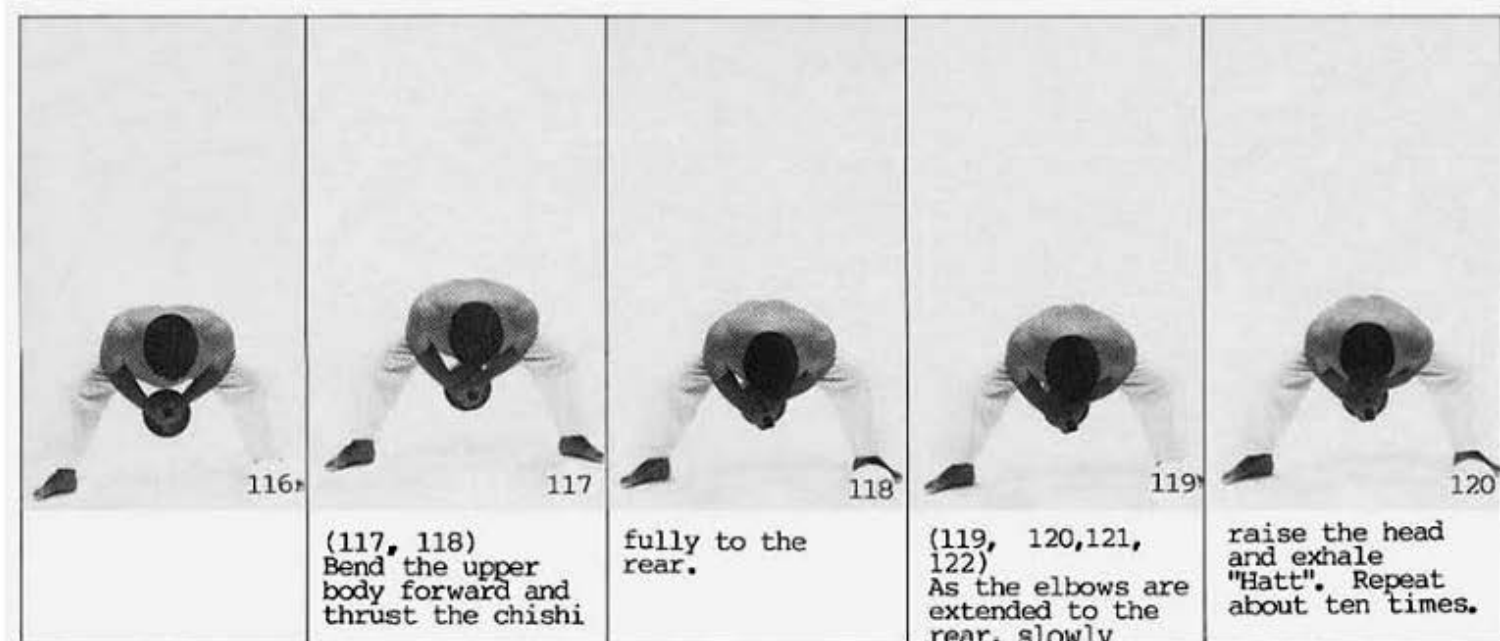 116
117
118
119
120
(117, 118)
Bend the upper
body forward and
thrust the chishi
fully to the
rear.
(119, 120,121,
122)
As the elbows are
extended to the
rear, slowly
raise the head
and exhale
"Hatt". Repeat
about ten times.